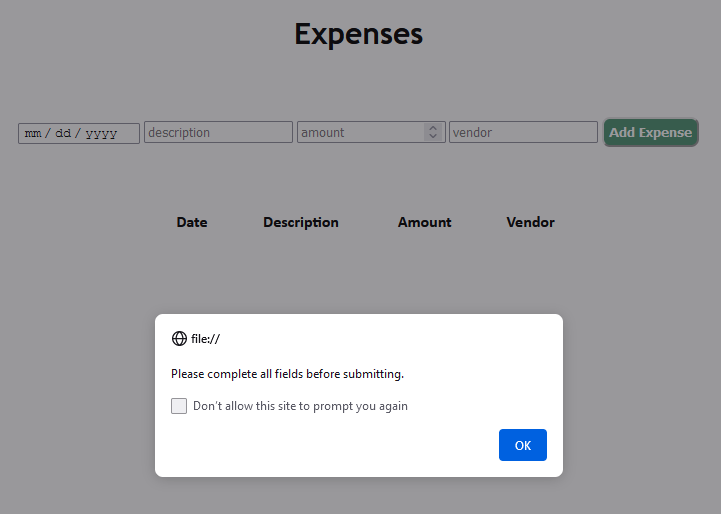 Expenses
mm / dd / yyyy description amount vendor Add Expense
Date Description Amount Vendor
file://
Please complete all fields before submitting.
Don't allow this site to prompt you again
OK